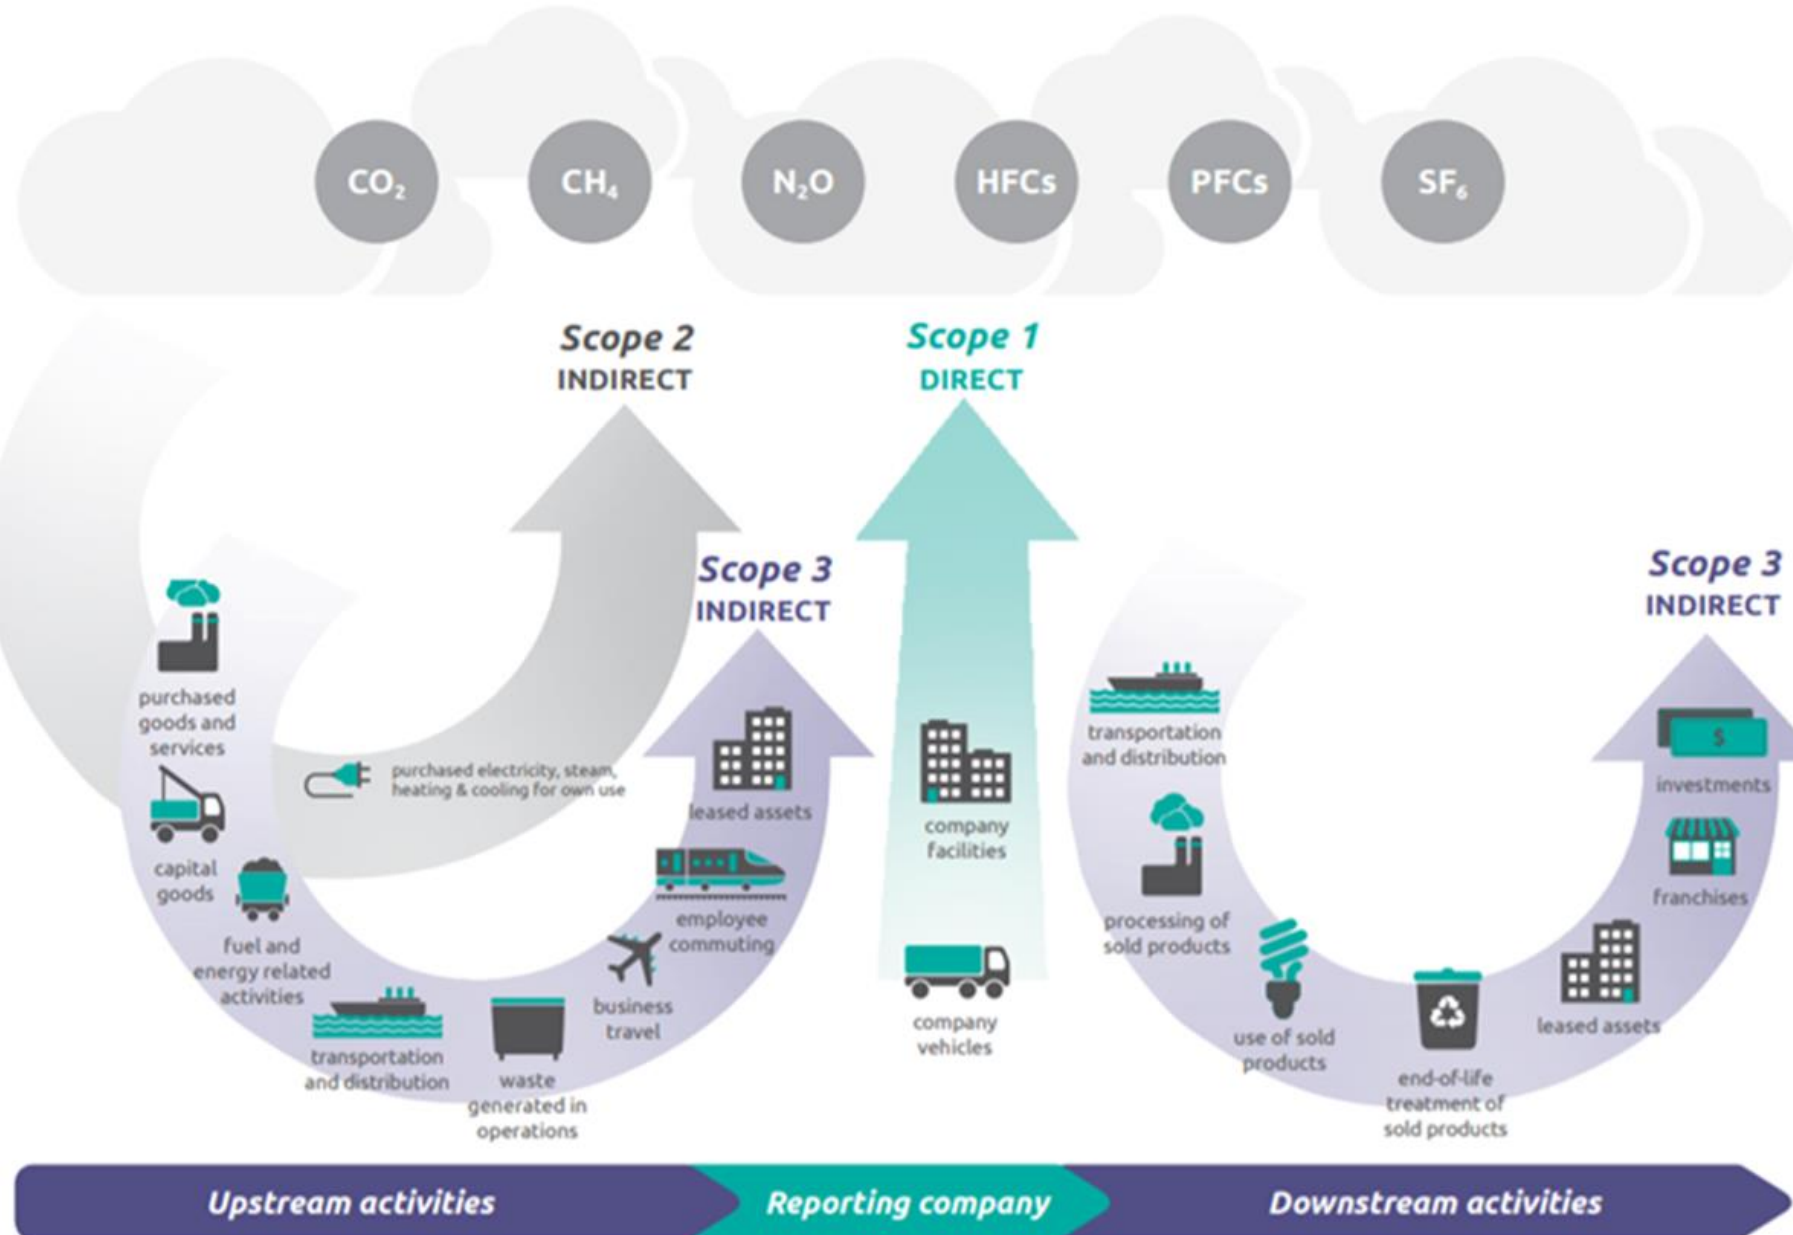 CO₂
CH₄
N₂O
HFCs
PFCs
SF₆
Scope 2
INDIRECT
Scope 1
DIRECT
Scope 3
INDIRECT
Scope 3
INDIRECT
purchased
goods and
services
capital
goods
fuel and
energy related
activities
transportation
and distribution
waste
generated in
operations
business
travel
employee
commuting
leased assets
purchased electricity, steam,
heating & cooling for own use
company
facilities
company
vehicles
transportation
and distribution
processing of
sold products
use of sold
products
end-of-life
treatment of
sold products
leased assets
franchises
investments
$
Upstream activities
Reporting company
Downstream activities